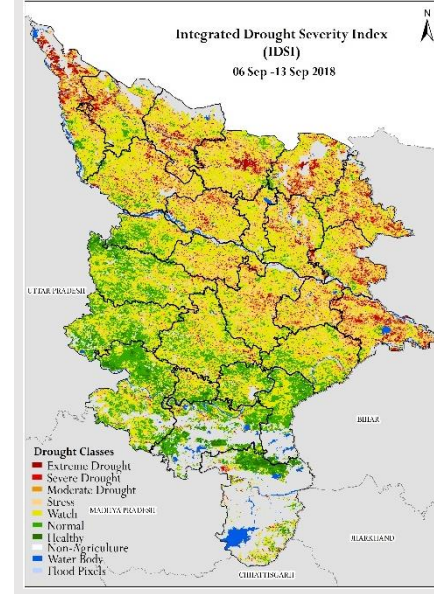 N
Integrated Drought Severity Index
(IDSI)
06 Sep -13 Sep 2018
UTTAR PRADESH
BIHAR
Drought Classes
Extreme Drought
Severe Drought
Moderate Drought
Stress
Watch
Normal
Healthy
Non-Agriculture
Water Body
Flood Pixels
MADHYA PRADESH
JHARKHAND
CHHATTISGARH